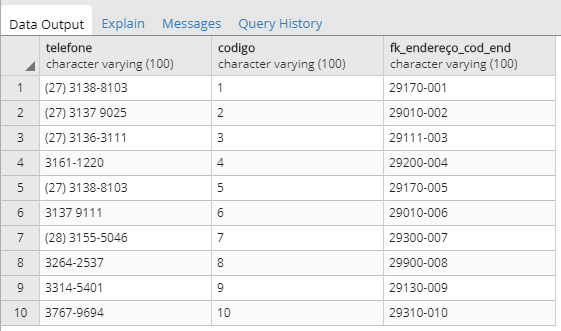 Data Output Explain Messages Query History
telefone codigo fk_endereço_cod_end
character varying (100) character varying (100) character varying (100)
1 (27) 3138-8103 1 29170-001
2 (27) 3137 9025 2 29010-002
3 (27) 3136-3111 3 29111-003
4 3161-1220 4 29200-004
5 (27) 3138-8103 5 29170-005
6 3137 9111 6 29010-006
7 (28) 3155-5046 7 29300-007
8 3264-2537 8 29900-008
9 3314-5401 9 29130-009
10 3767-9694 10 29310-010